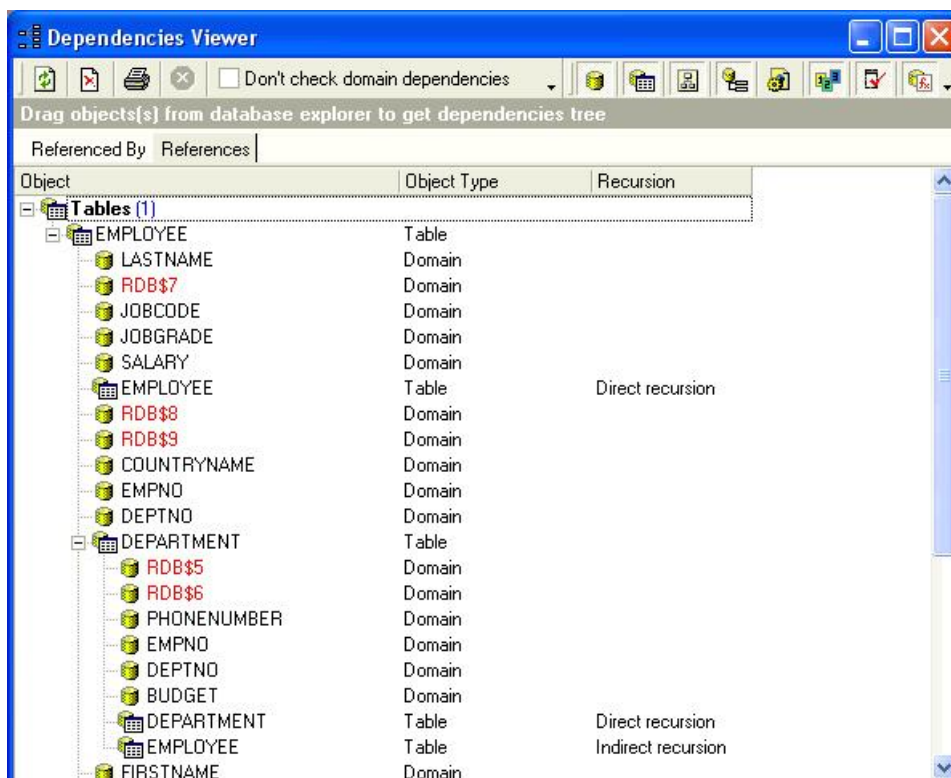 Dependencies Viewer
Don't check domain dependencies
Drag objects(s) from database explorer to get dependencies tree
Referenced By References
Object Object Type Recursion
Tables (1)
EMPLOYEE Table
LASTNAME Domain
RDB$7 Domain
JOBCODE Domain
JOBGRADE Domain
SALARY Domain
EMPLOYEE Table Direct recursion
RDB$8 Domain
RDB$9 Domain
COUNTRYNAME Domain
EMPNO Domain
DEPTNO Domain
DEPARTMENT Table
RDB$5 Domain
RDB$6 Domain
PHONENUMBER Domain
EMPNO Domain
DEPTNO Domain
BUDGET Domain
DEPARTMENT Table Direct recursion
EMPLOYEE Table Indirect recursion
FIRSTNAME Domain